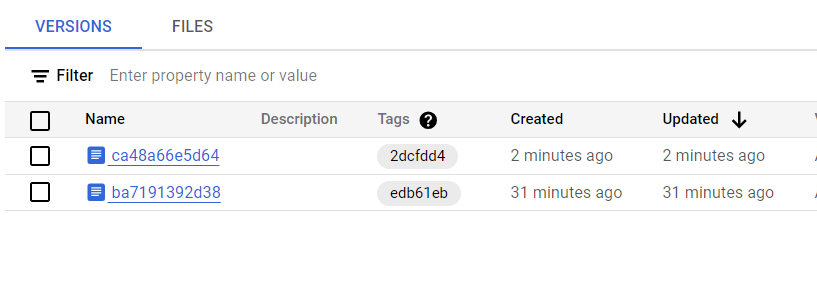 VERSIONS FILES
Filter Enter property name or value
Name Description Tags ? Created Updated
ca48a66e5d64 2dcfdd4 2 minutes ago 2 minutes ago
ba7191392d38 edb61eb 31 minutes ago 31 minutes ago